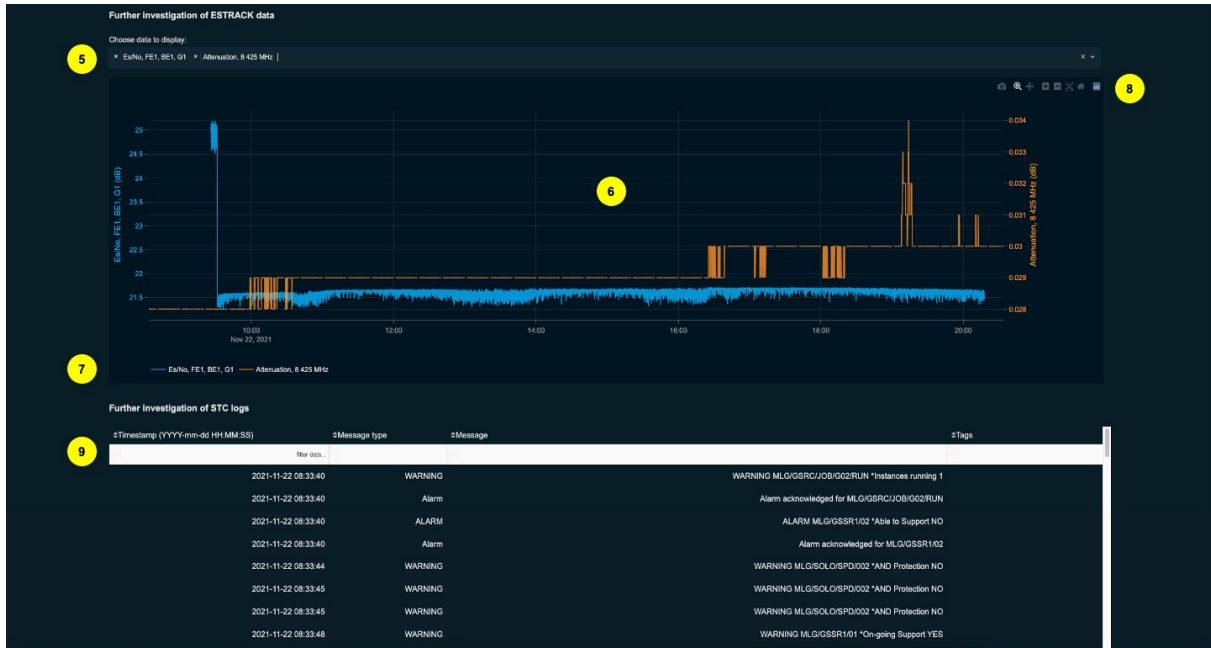 Further investigation of ESTRACK data
Choose data to display:
5
× Es/No, FE1, BE1, G1 × Attenuation, 8 425 MHz
×
8
25
24.5
24
23.5
23
22.5
22
21.5
Es/No, FE1, BE1, G1 (dB)
6
0.034
0.033
0.032
0.031
0.03
0.029
0.028
Attenuation, 8 425 MHz (dB)
10:00 12:00 14:00 16:00 18:00 20:00
Nov 22, 2021
7
Es/No, FE1, BE1, G1 Attenuation, 8 425 MHz
Further investigation of STC logs
Timestamp (YYYY-mm-dd HH:MM:SS) Message type Message Tags
9
filter data...
2021-11-22 08:33:40 WARNING WARNING MLG/GSRC/JOB/G02/RUN *Instances running 1
2021-11-22 08:33:40 Alarm Alarm acknowledged for MLG/GSRC/JOB/G02/RUN
2021-11-22 08:33:40 ALARM ALARM MLG/GSSR1/02 *Able to Support NO
2021-11-22 08:33:40 Alarm Alarm acknowledged for MLG/GSSR1/02
2021-11-22 08:33:44 WARNING WARNING MLG/SOLO/SPD/002 *AND Protection NO
2021-11-22 08:33:45 WARNING WARNING MLG/SOLO/SPD/002 *AND Protection NO
2021-11-22 08:33:45 WARNING WARNING MLG/SOLO/SPD/002 *AND Protection NO
2021-11-22 08:33:48 WARNING WARNING MLG/GSSR1/01 *On-going Support YES